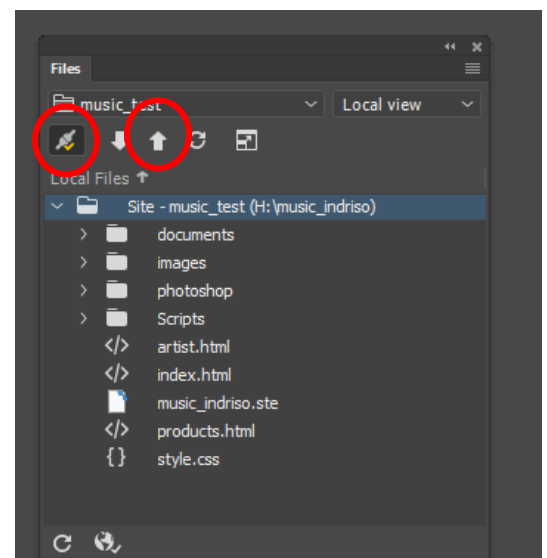 Files
music_test Local view
Local Files
Site - music_test (H:\music_indriso)
documents
images
photoshop
Scripts
artist.html
index.html
music_indriso.ste
products.html
style.css